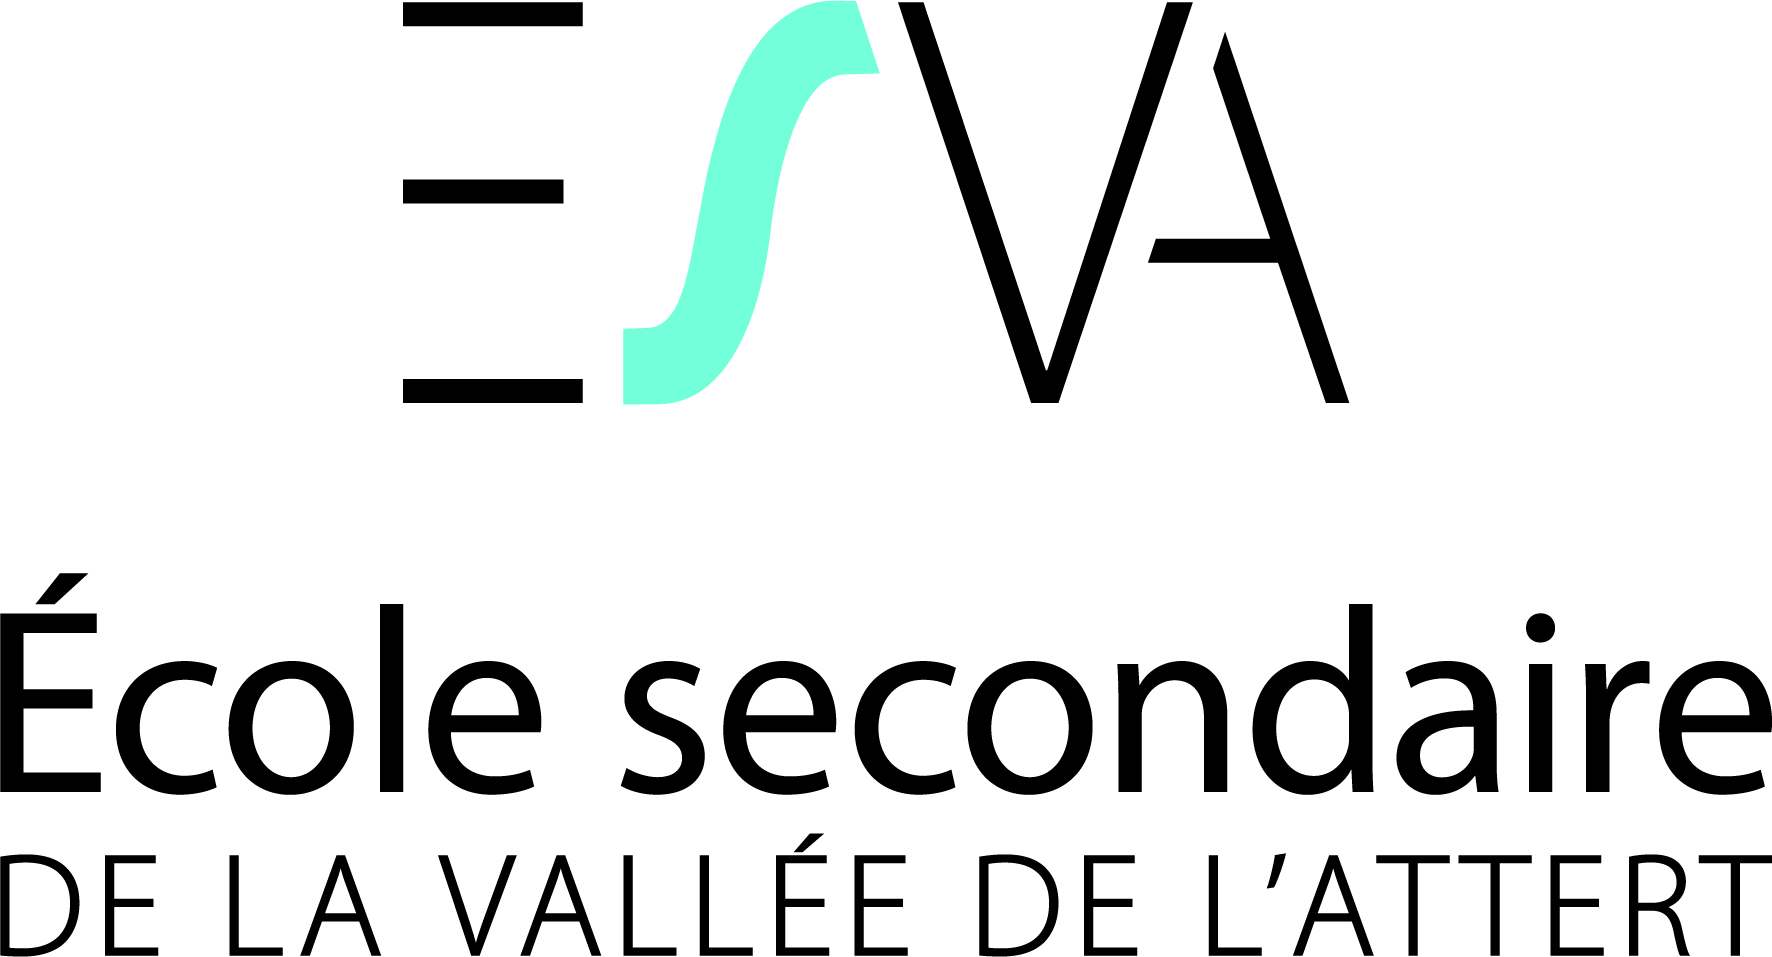 ESVA
École secondaire
DE LA VALLÉE DE L’ATTERT